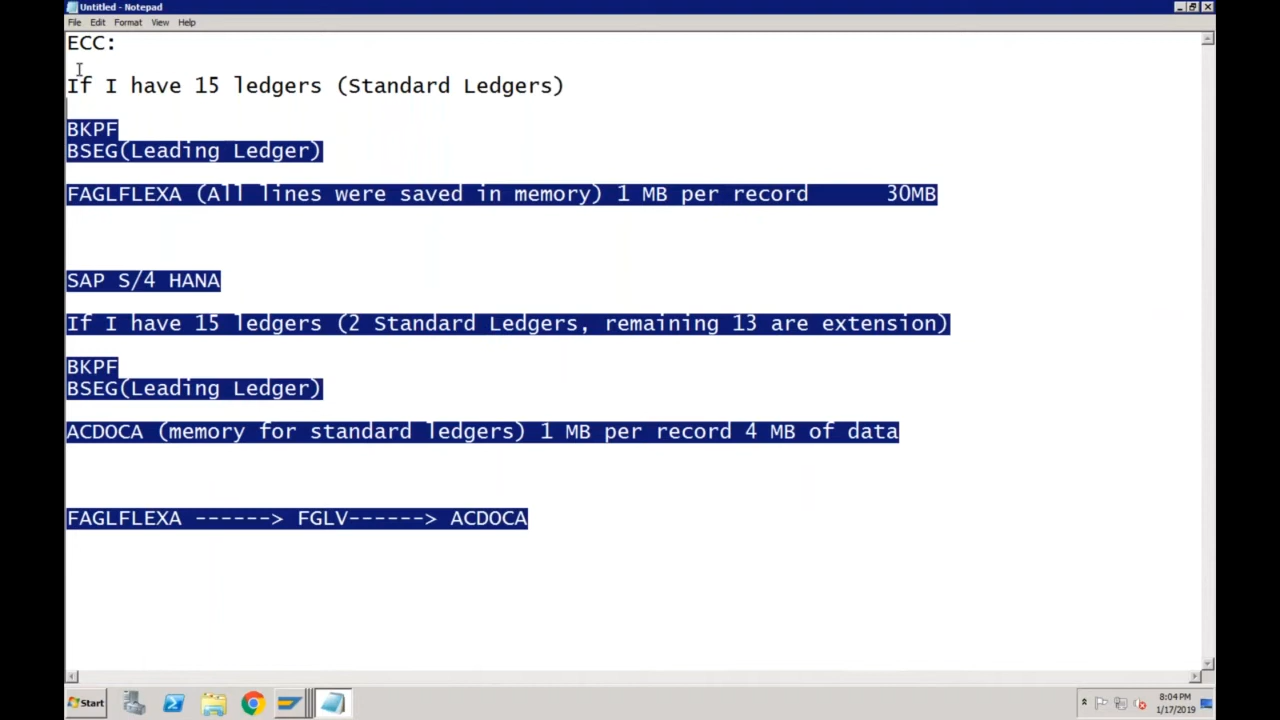 Untitled - Notepad
File Edit Format View Help
ECC:
If I have 15 ledgers (Standard Ledgers)
BKPF
BSEG(Leading Ledger)
FAGLFLEXA (All lines were saved in memory) 1 MB per record 30MB
SAP S/4 HANA
If I have 15 ledgers (2 Standard Ledgers, remaining 13 are extension)
BKPF
BSEG(Leading Ledger)
ACDOCA (memory for standard ledgers) 1 MB per record 4 MB of data
FAGLFLEXA ------> FGLV------> ACDOCA
Start
8:04 PM
1/17/2019